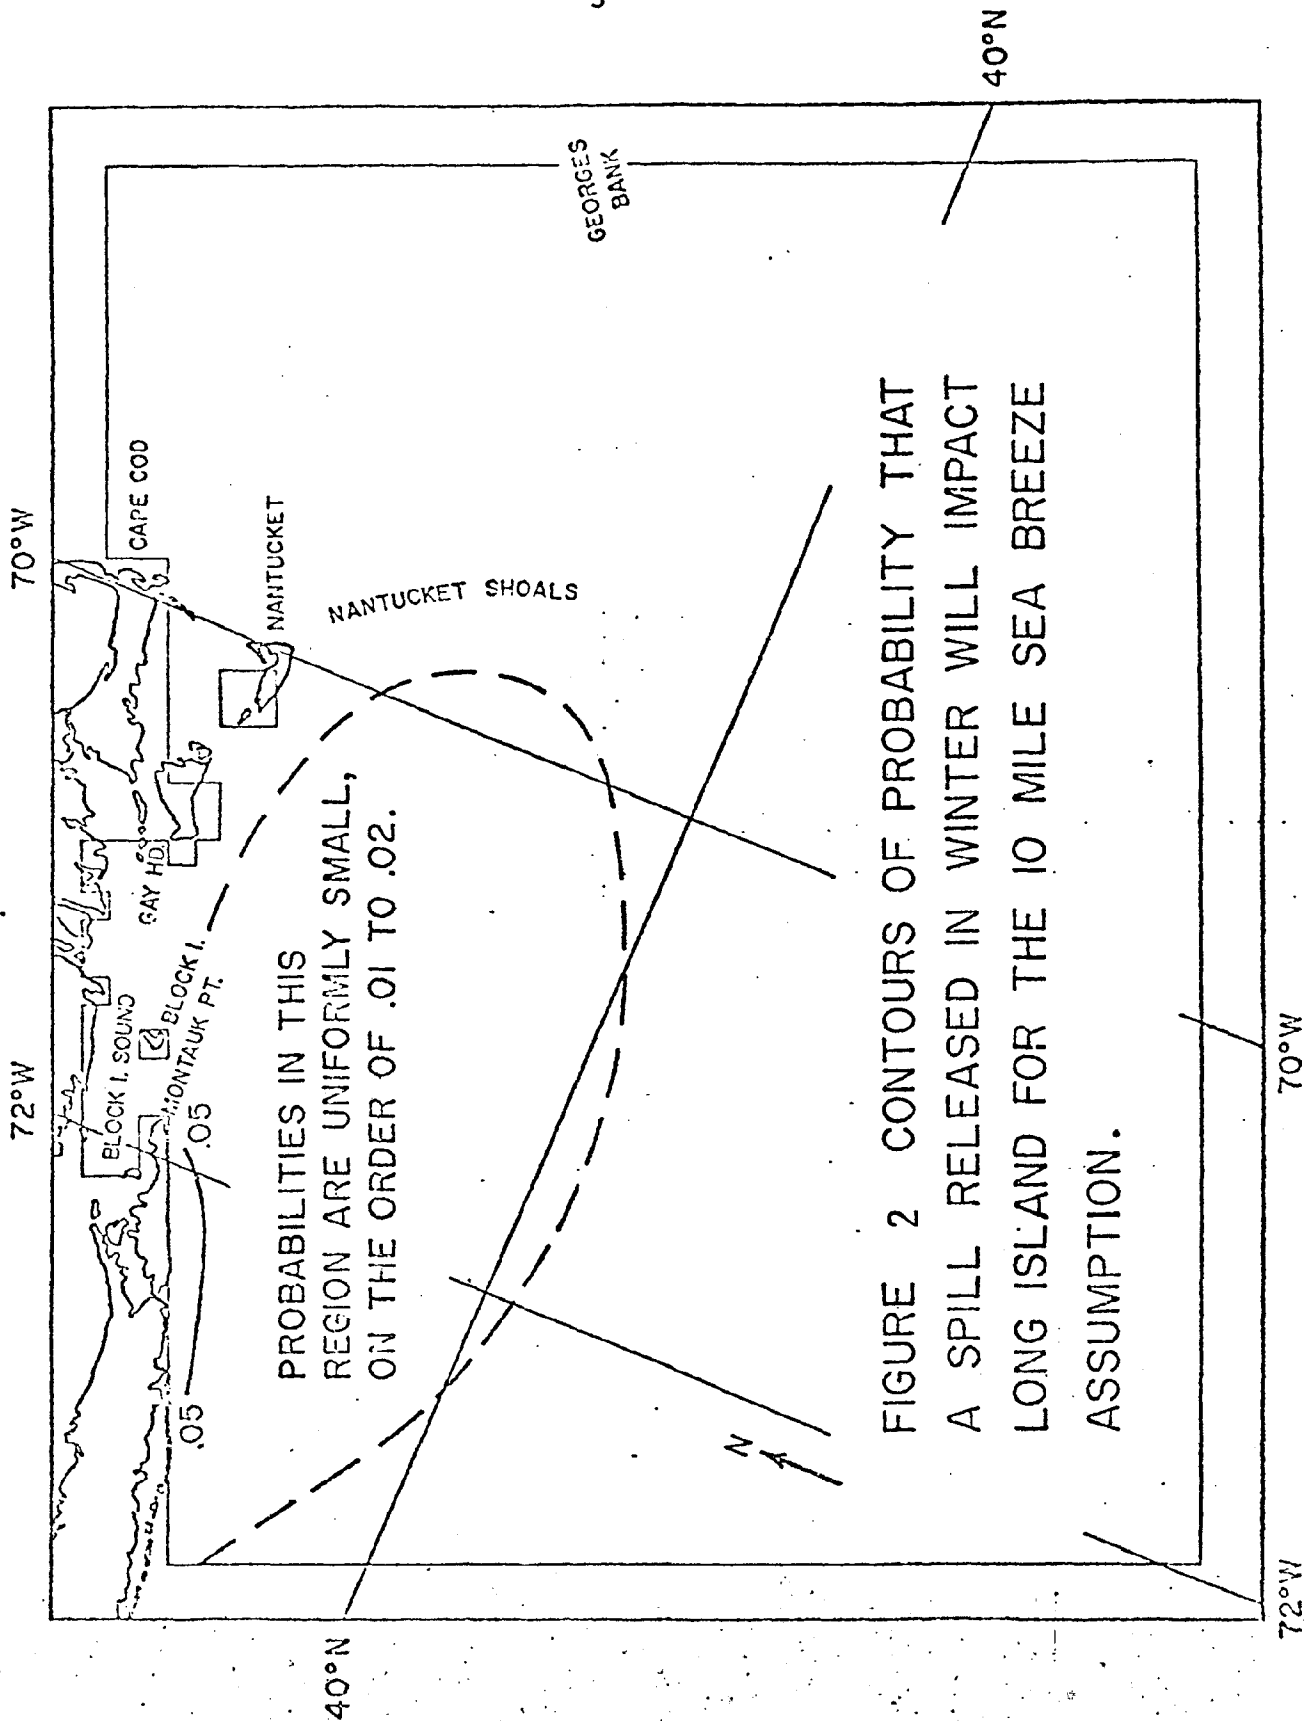 72°W
70°W
BLOCK I. SOUND
BLOCK I.
MONTAUK PT.
GAY HD.
CAPE COD
NANTUCKET
NANTUCKET SHOALS
GEORGES
BANK
.05
.05
PROBABILITIES IN THIS
REGION ARE UNIFORMLY SMALL,
ON THE ORDER OF .01 TO .02.
40°N
40°N
N
FIGURE 2 CONTOURS OF PROBABILITY THAT
A SPILL RELEASED IN WINTER WILL IMPACT
LONG ISLAND FOR THE 10 MILE SEA BREEZE
ASSUMPTION.
72°W
70°W